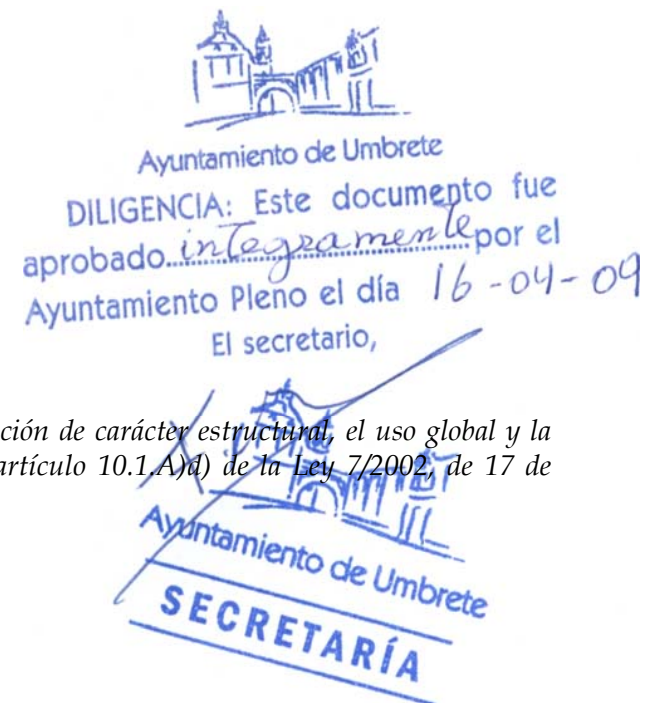 Ayuntamiento de Umbrete
DILIGENCIA: Este documento fue
aprobado integramente por el
Ayuntamiento Pleno el día 16-04-09
El secretario,
ción de carácter estructural, el uso global y la
artículo 10.1.A)d) de la Ley 7/2002, de 17 de
Ayuntamiento de Umbrete
SECRETARÍA